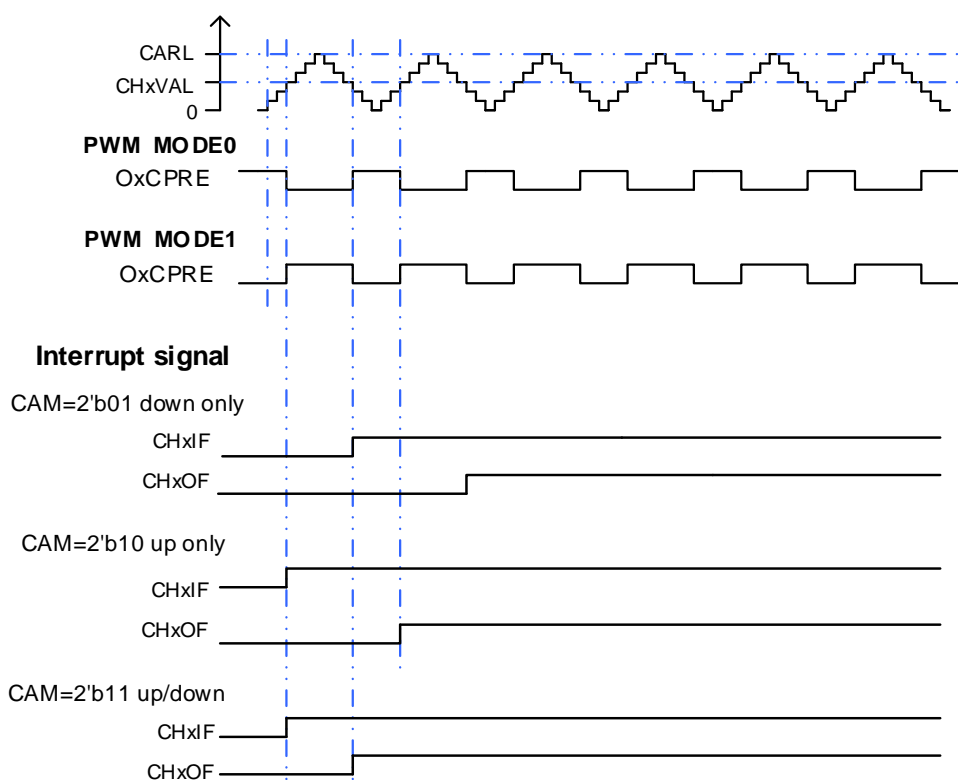 CARL
CHxVAL
0
PWM MODE0
OxCPRE
PWM MODE1
OxCPRE
Interrupt signal
CAM=2'b01 down only
CHxIF
CHxOF
CAM=2'b10 up only
CHxIF
CHxOF
CAM=2'b11 up/down
CHxIF
CHxOF